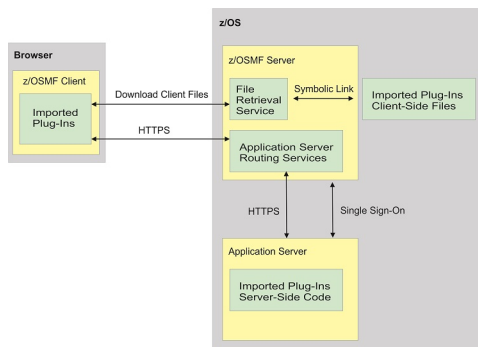 z/OS
Browser
z/OSMF Client
Imported
Plug-Ins
Download Client Files
HTTPS
z/OSMF Server
File
Retrieval
Service
Symbolic Link
Imported Plug-Ins
Client-Side Files
Application Server
Routing Services
HTTPS
Single Sign-On
Application Server
Imported Plug-Ins
Server-Side Code